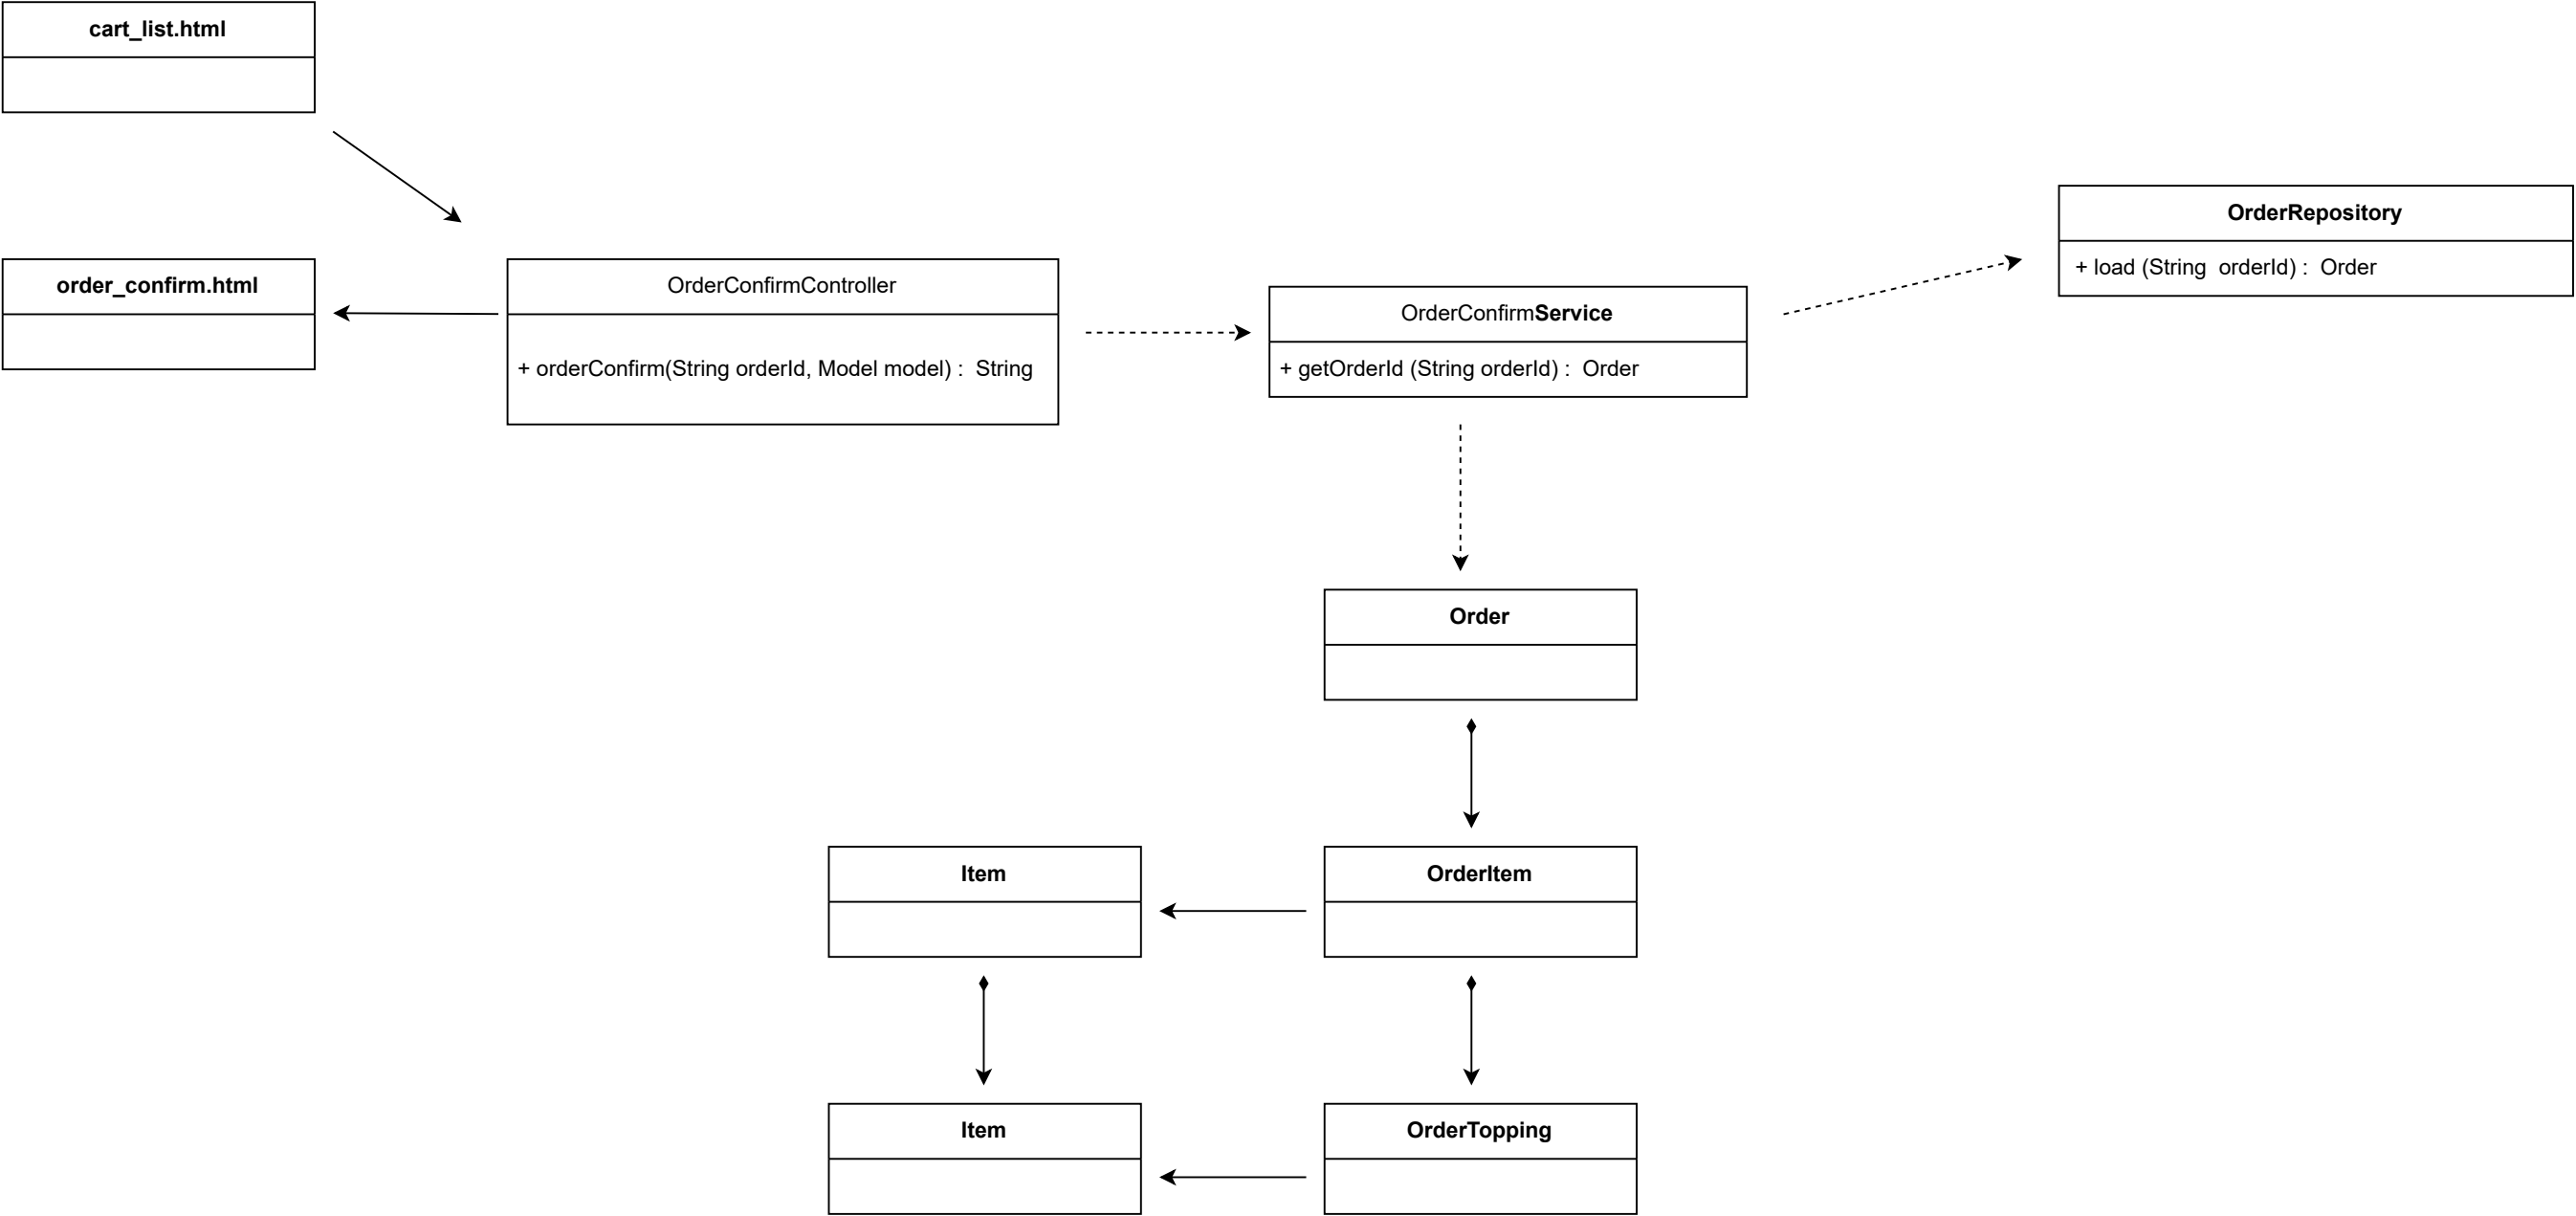 cart_list.html
order_confirm.html
OrderConfirmController
+ orderConfirm(String orderId, Model model) :  String
OrderConfirmService
+ getOrderId (String orderId) :  Order
OrderRepository
+ load (String  orderId) :  Order
Order
Item
OrderItem
Item
OrderTopping